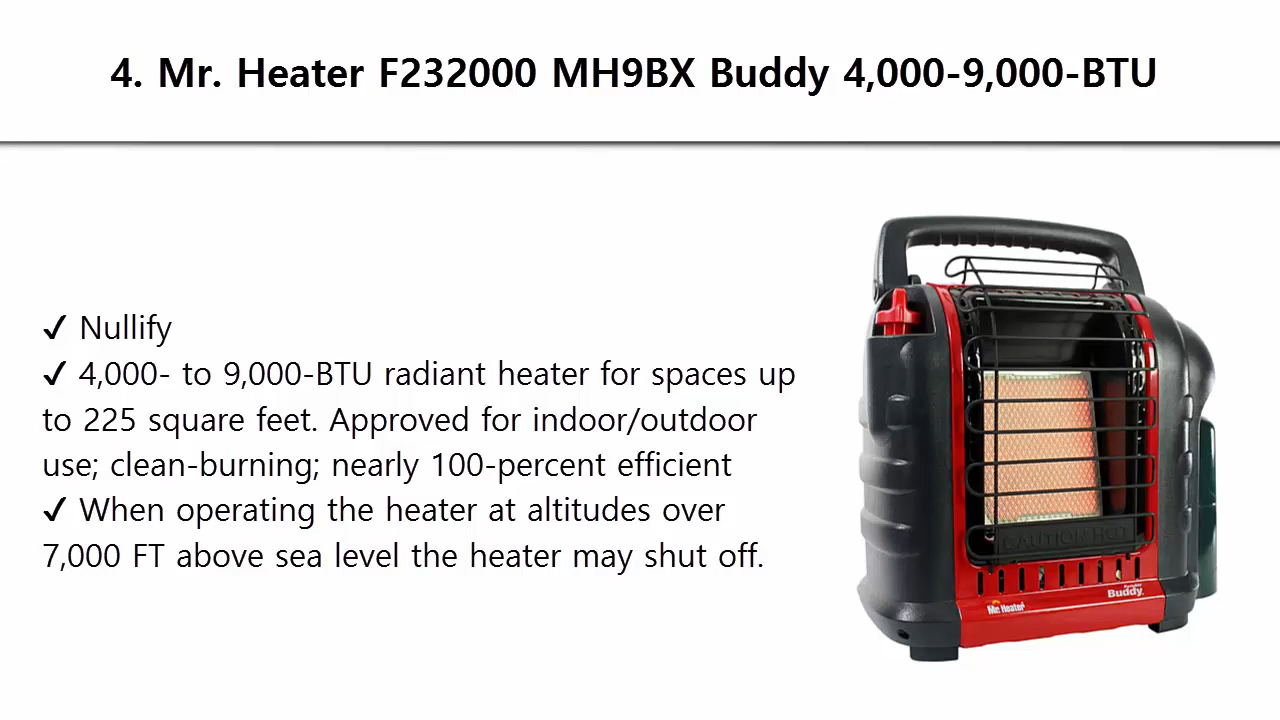 4. Mr. Heater F232000 MH9BX Buddy 4,000-9,000-BTU
✓ Nullify
✓ 4,000- to 9,000-BTU radiant heater for spaces up
to 225 square feet. Approved for indoor/outdoor
use; clean-burning; nearly 100-percent efficient
✓ When operating the heater at altitudes over
7,000 FT above sea level the heater may shut off.
CAUTION HOT
Mr. Heater
Portable
Buddy